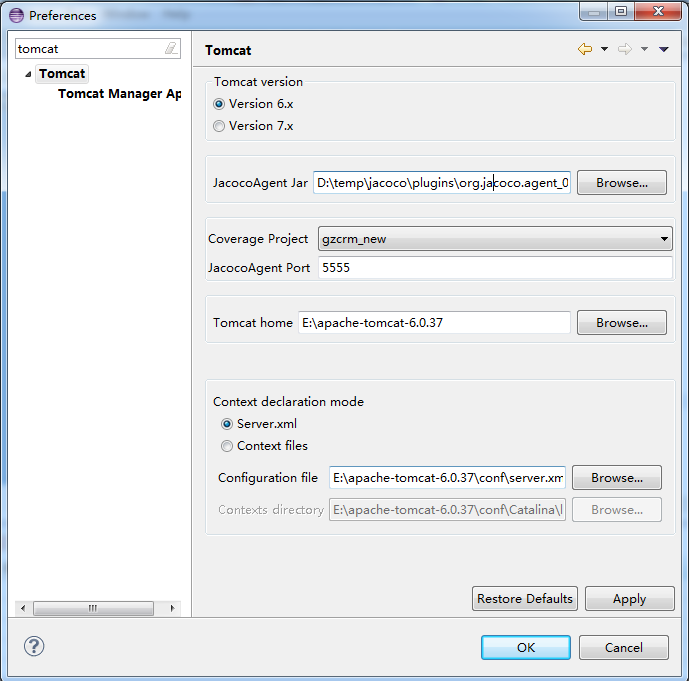 Preferences
tomcat
Tomcat
Tomcat
Tomcat Manager Ap
Tomcat version
Version 6.x
Version 7.x
JacocoAgent Jar D:\temp\jacoco\plugins\org.jacoco.agent_0 Browse...
Coverage Project gzcrm_new
JacocoAgent Port 5555
Tomcat home E:\apache-tomcat-6.0.37 Browse...
Context declaration mode
Server.xml
Context files
Configuration file E:\apache-tomcat-6.0.37\conf\server.xm Browse...
Contexts directory E:\apache-tomcat-6.0.37\conf\Catalina\l Browse...
Restore Defaults Apply
OK Cancel